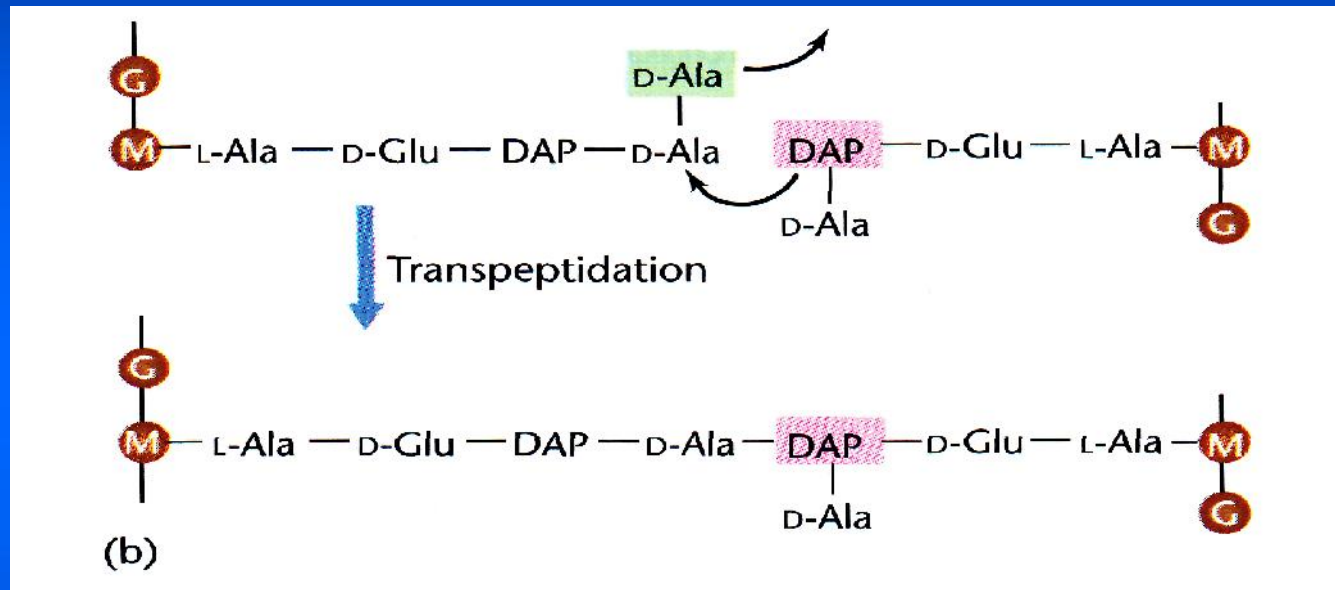 G
D-Ala
M L-Ala — D-Glu — DAP — D-Ala DAP — D-Glu — L-Ala — M
D-Ala G
Transpeptidation
G
M L-Ala — D-Glu — DAP — D-Ala — DAP — D-Glu — L-Ala — M
D-Ala G
(b)